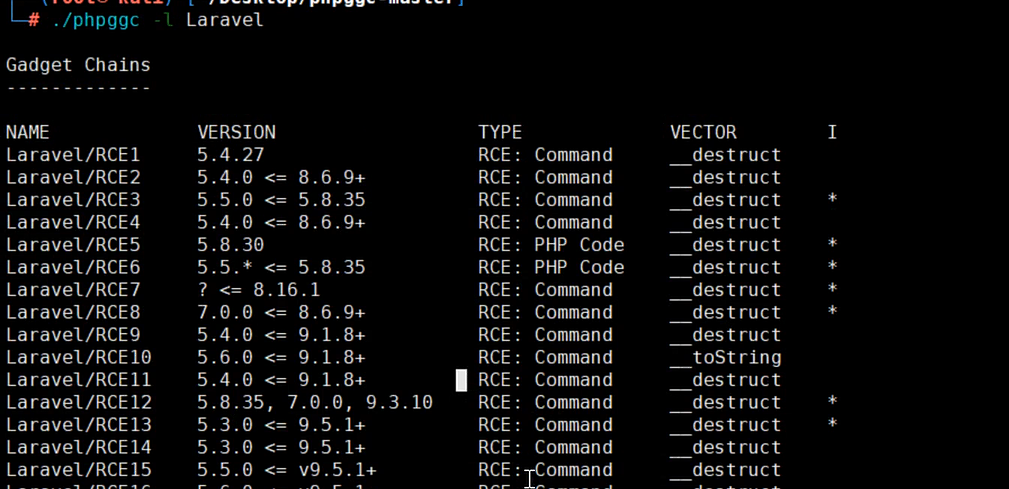 (root@kali)-[~/Desktop/phpggc-master]
└─# ./phpggc -l Laravel
Gadget Chains
-------------
NAME VERSION TYPE VECTOR I
Laravel/RCE1 5.4.27 RCE: Command __destruct
Laravel/RCE2 5.4.0 <= 8.6.9+ RCE: Command __destruct
Laravel/RCE3 5.5.0 <= 5.8.35 RCE: Command __destruct *
Laravel/RCE4 5.4.0 <= 8.6.9+ RCE: Command __destruct
Laravel/RCE5 5.8.30 RCE: PHP Code __destruct *
Laravel/RCE6 5.5.* <= 5.8.35 RCE: PHP Code __destruct *
Laravel/RCE7 ? <= 8.16.1 RCE: Command __destruct *
Laravel/RCE8 7.0.0 <= 8.6.9+ RCE: Command __destruct *
Laravel/RCE9 5.4.0 <= 9.1.8+ RCE: Command __destruct
Laravel/RCE10 5.6.0 <= 9.1.8+ RCE: Command __toString
Laravel/RCE11 5.4.0 <= 9.1.8+ RCE: Command __destruct
Laravel/RCE12 5.8.35, 7.0.0, 9.3.10 RCE: Command __destruct *
Laravel/RCE13 5.3.0 <= 9.5.1+ RCE: Command __destruct *
Laravel/RCE14 5.3.0 <= 9.5.1+ RCE: Command __destruct
Laravel/RCE15 5.5.0 <= v9.5.1+ RCE: Command __destruct